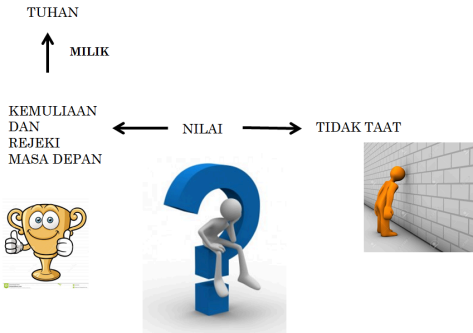 TUHAN
MILIK
KEMULIAAN
DAN
REJEKI
MASA DEPAN
NILAI
TIDAK TAAT